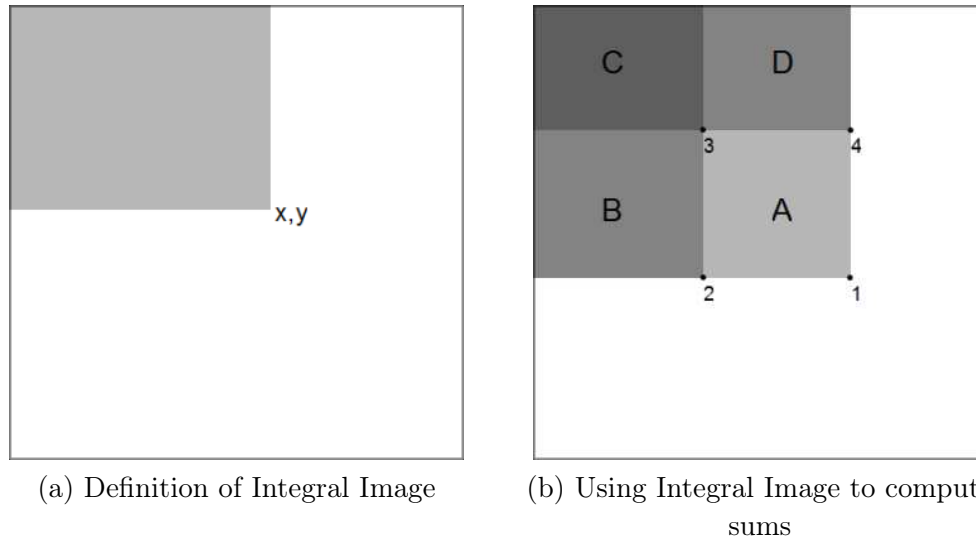 x,y
(a) Definition of Integral Image
C D
3 4
B A
2 1
(b) Using Integral Image to comput
sums